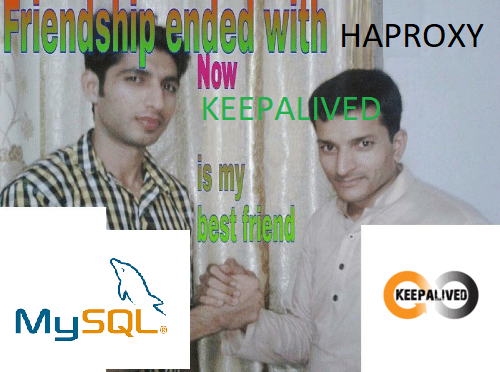 Friendship ended with HAPROXY
Now
KEEPALIVED
is my
best friend
MySQL®
KEEPALIVED